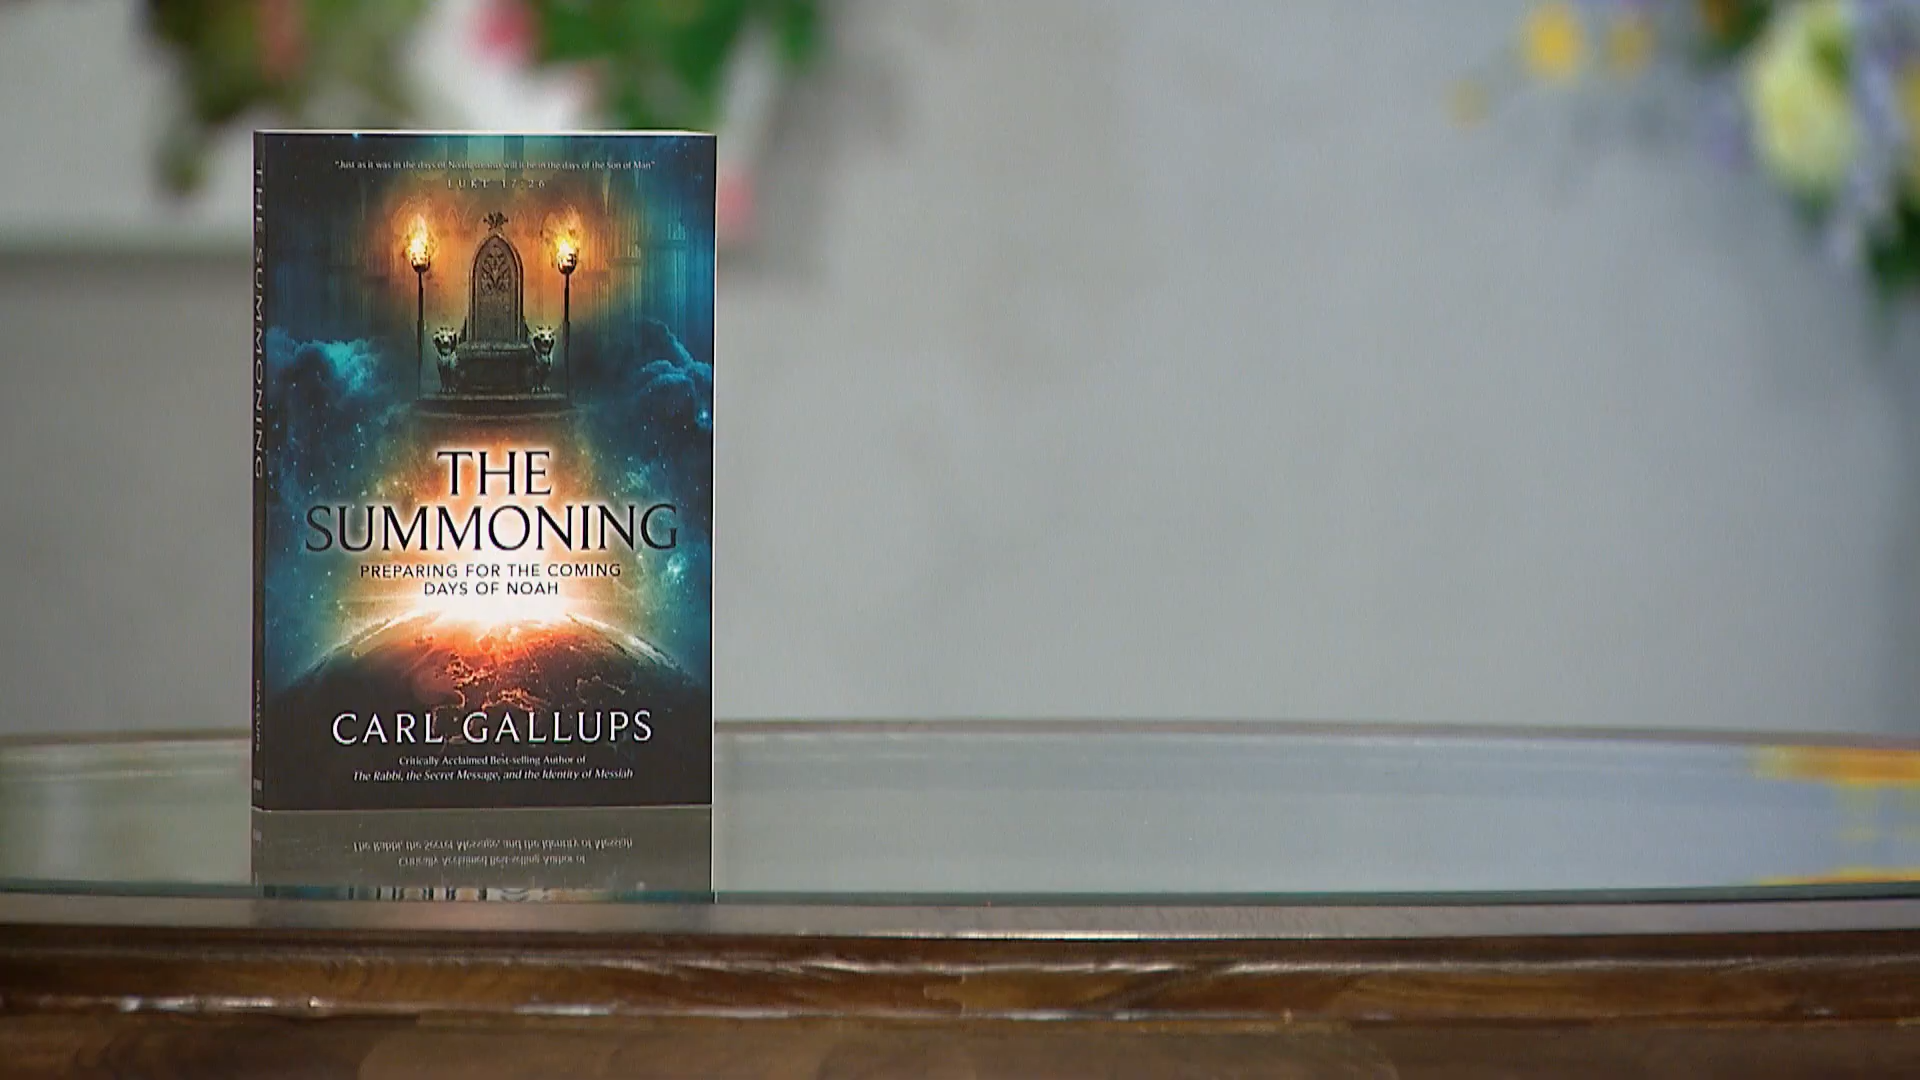 "Just as it was in the days of Noah, so also will it be in the days of the Son of Man"
LUKE 17:26
THE
SUMMONING
PREPARING FOR THE COMING
DAYS OF NOAH
CARL GALLUPS
Critically Acclaimed Best-selling Author of
The Rabbi, the Secret Message, and the Identity of Messiah
THE SUMMONING
GALLUPS